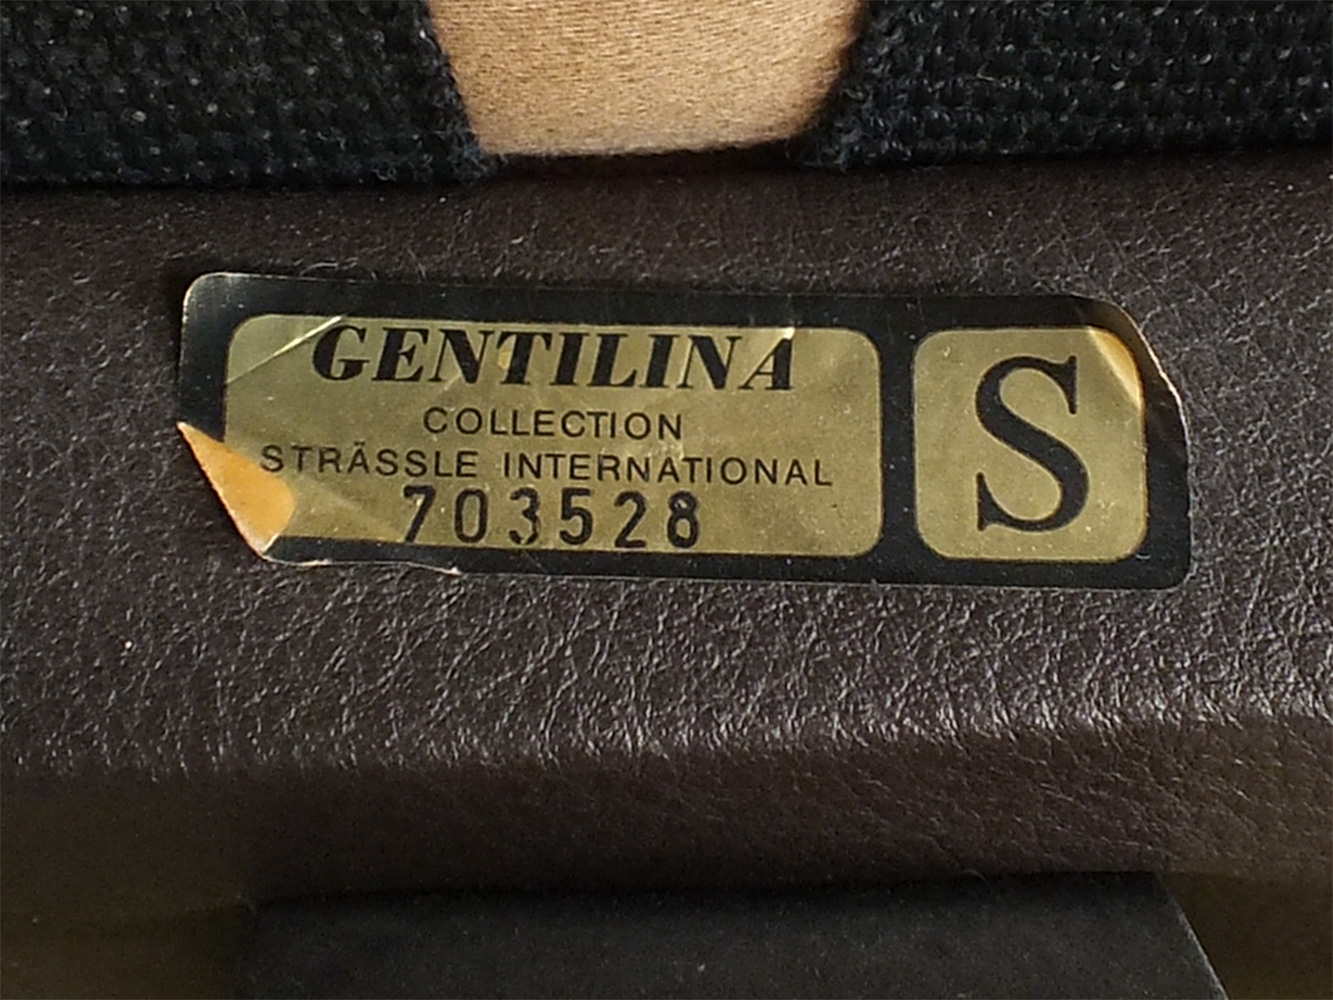 GENTILINA
COLLECTION
STRÄSSLE INTERNATIONAL
703528
S